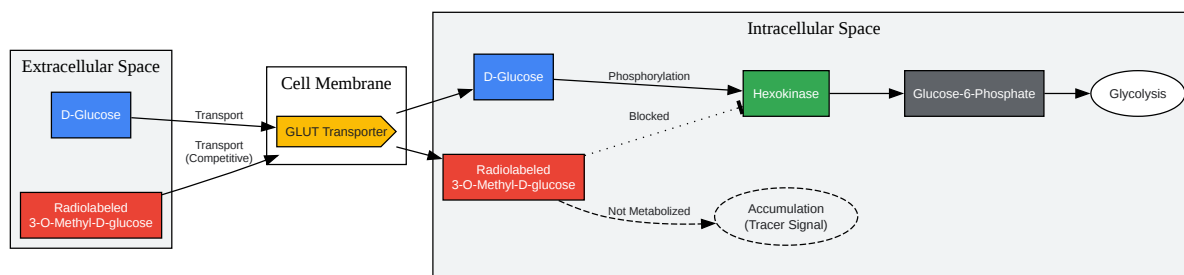 Extracellular Space
D-Glucose
Radiolabeled
3-O-Methyl-D-glucose
Transport
Transport
(Competitive)
Cell Membrane
GLUT Transporter
Intracellular Space
D-Glucose
Phosphorylation
Hexokinase
Glucose-6-Phosphate
Glycolysis
Blocked
Radiolabeled
3-O-Methyl-D-glucose
Not Metabolized
Accumulation
(Tracer Signal)